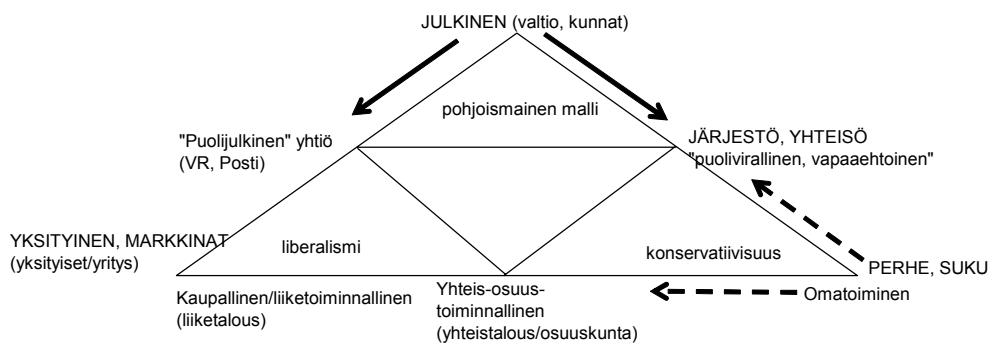 JULKINEN (valtio, kunnat)
pohjoismainen malli
"Puolijulkinen" yhtiö
(VR, Posti)
JÄRJESTÖ, YHTEISÖ
"puolivirallinen, vapaaehtoinen"
YKSITYINEN, MARKKINAT
(yksityiset/yritys)
liberalismi
konservatiivisuus
PERHE, SUKU
Kaupallinen/liiketoiminnallinen
(liiketalous)
Yhteis-osuus-
toiminnallinen
(yhteistalous/osuuskunta)
Omatoiminen